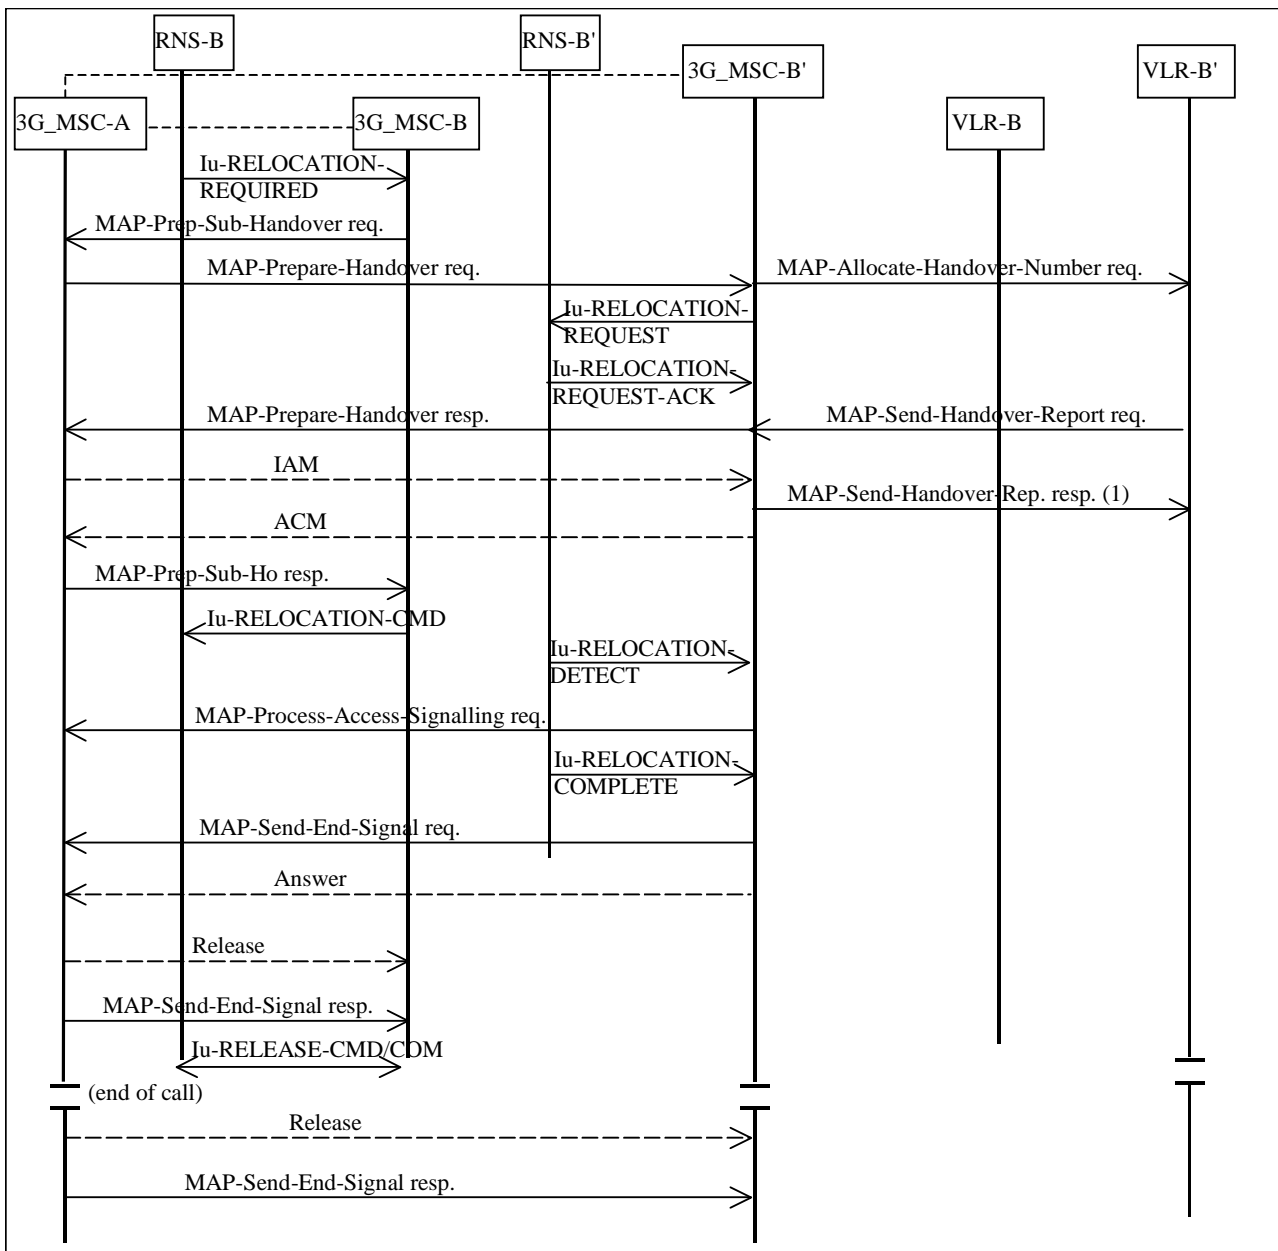 RNS-B
RNS-B'
3G_MSC-B'
VLR-B'
3G_MSC-A
3G_MSC-B
VLR-B
Iu-RELOCATION-
REQUIRED
MAP-Prep-Sub-Handover req.
MAP-Prepare-Handover req.
MAP-Allocate-Handover-Number req.
Iu-RELOCATION-
REQUEST
Iu-RELOCATION-
REQUEST-ACK
MAP-Prepare-Handover resp.
MAP-Send-Handover-Report req.
IAM
MAP-Send-Handover-Rep. resp. (1)
ACM
MAP-Prep-Sub-Ho resp.
Iu-RELOCATION-CMD
Iu-RELOCATION-
DETECT
MAP-Process-Access-Signalling req.
Iu-RELOCATION-
COMPLETE
MAP-Send-End-Signal req.
Answer
Release
MAP-Send-End-Signal resp.
Iu-RELEASE-CMD/COM
(end of call)
Release
MAP-Send-End-Signal resp.